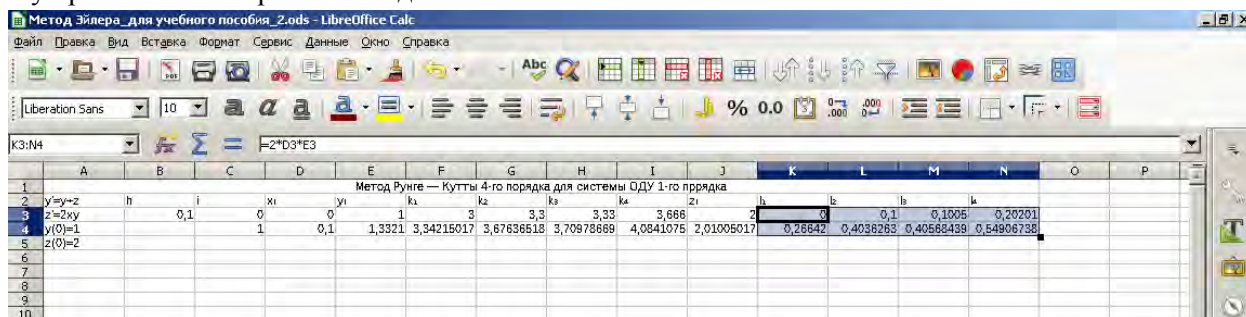 Метод Эйлера_для учебного пособия_2.ods - LibreOffice Calc
Файл Правка Вид Вставка Формат Сервис Данные Окно Справка
Liberation Sans 10 a a a a % 0.0
K3:N4 =2*D3*E3
A B C D E F G H I J K L M N O P
1 Метод Рунге — Кутты 4-го порядка для системы ОДУ 1-го пррядка
2 y'=y+z h i x₁ y₁ k₁ k₂ k₃ k₄ z₁ l₁ l₂ l₃ l₄
3 z'=2xy 0,1 0 0 1 3 3,3 3,33 3,666 2 0 0,1 0,1005 0,20201
4 y(0)=1 1 0,1 1,3321 3,34215017 3,67636518 3,70978669 4,0841075 2,01005017 0,26642 0,4036263 0,40568439 0,54906738
5 z(0)=2
6
7
8
9
10